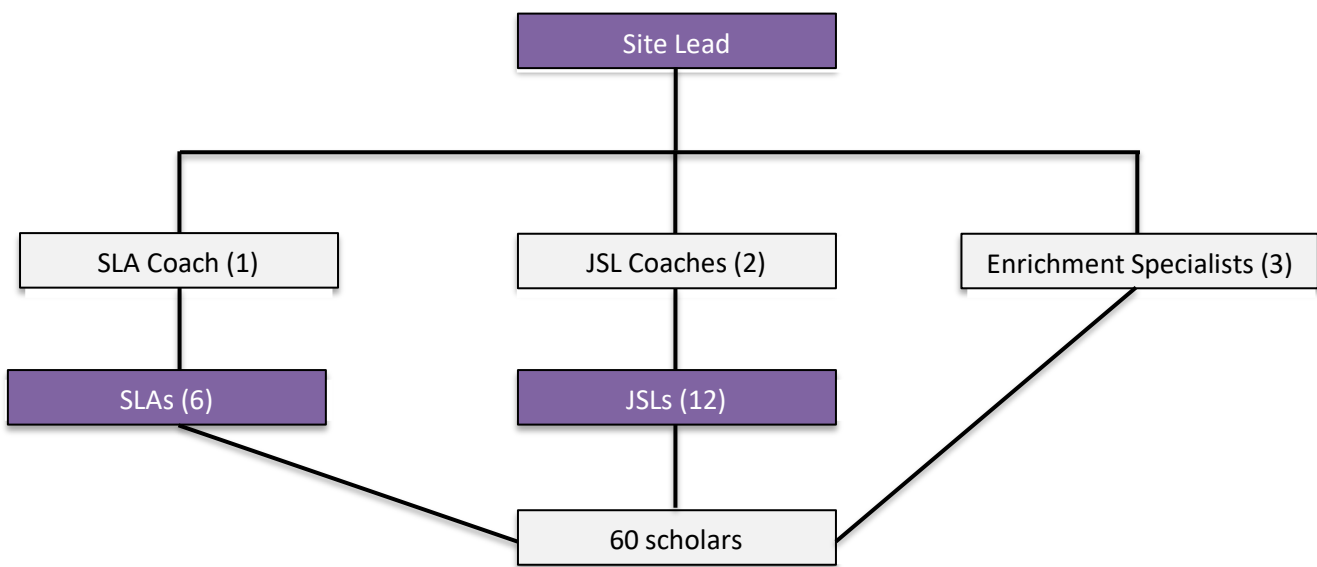 Site Lead
SLA Coach (1)
JSL Coaches (2)
Enrichment Specialists (3)
SLAs (6)
JSLs (12)
60 scholars